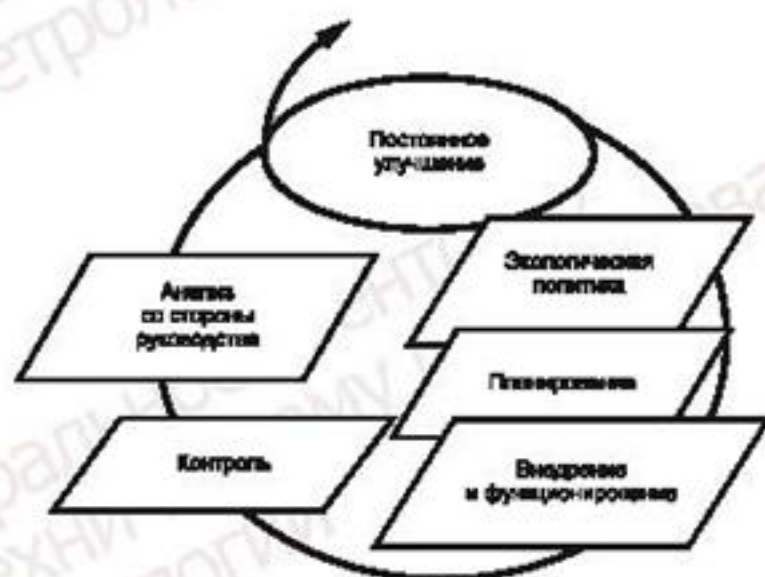 Постоянное
улучшение
Экологическая
политика
Планирование
Внедрение
и функционирование
Контроль
Анализ
со стороны
руководства